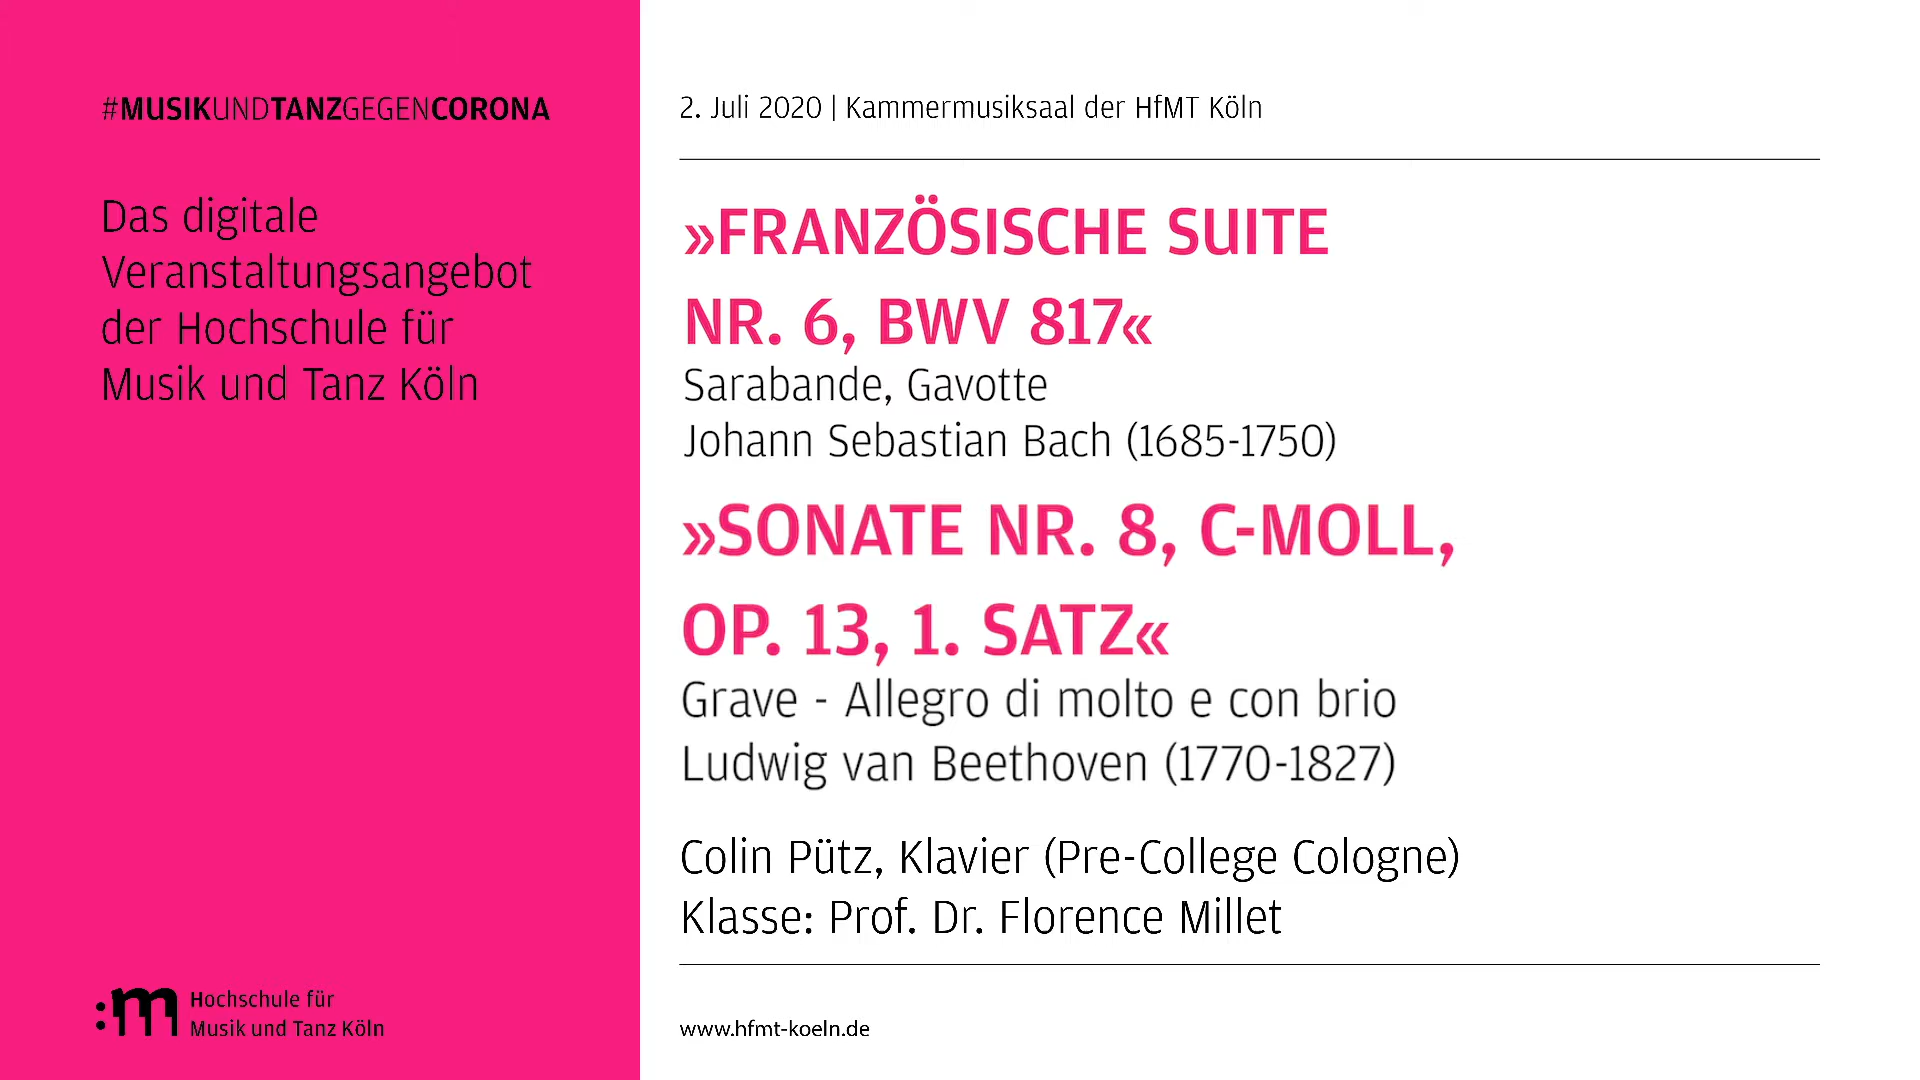 #MUSIKUNDTANZGEGENCORONA
Das digitale
Veranstaltungsangebot
der Hochschule für
Musik und Tanz Köln
:m Hochschule für
Musik und Tanz Köln
2. Juli 2020 | Kammermusiksaal der HfMT Köln
»FRANZÖSISCHE SUITE
NR. 6, BWV 817«
Sarabande, Gavotte
Johann Sebastian Bach (1685-1750)
»SONATE NR. 8, C-MOLL,
OP. 13, 1. SATZ«
Grave - Allegro di molto e con brio
Ludwig van Beethoven (1770-1827)
Colin Pütz, Klavier (Pre-College Cologne)
Klasse: Prof. Dr. Florence Millet
www.hfmt-koeln.de